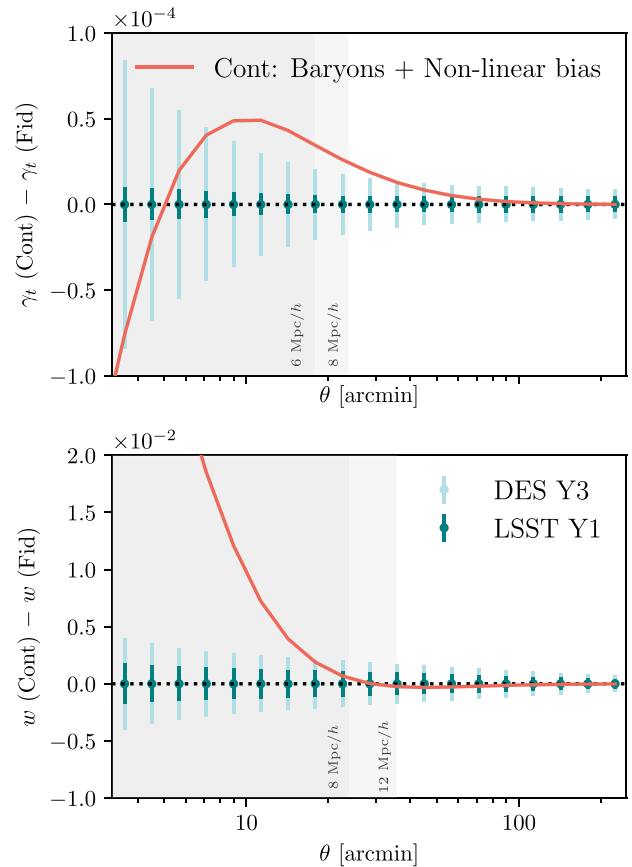 ×10⁻⁴
Cont: Baryons + Non-linear bias
1.0
0.5
0.0
−0.5
−1.0
γₜ (Cont) − γₜ (Fid)
6 Mpc/h
8 Mpc/h
θ [arcmin]
×10⁻²
2.0
1.5
1.0
0.5
0.0
−0.5
−1.0
w (Cont) − w (Fid)
DES Y3
LSST Y1
8 Mpc/h
12 Mpc/h
10
100
θ [arcmin]